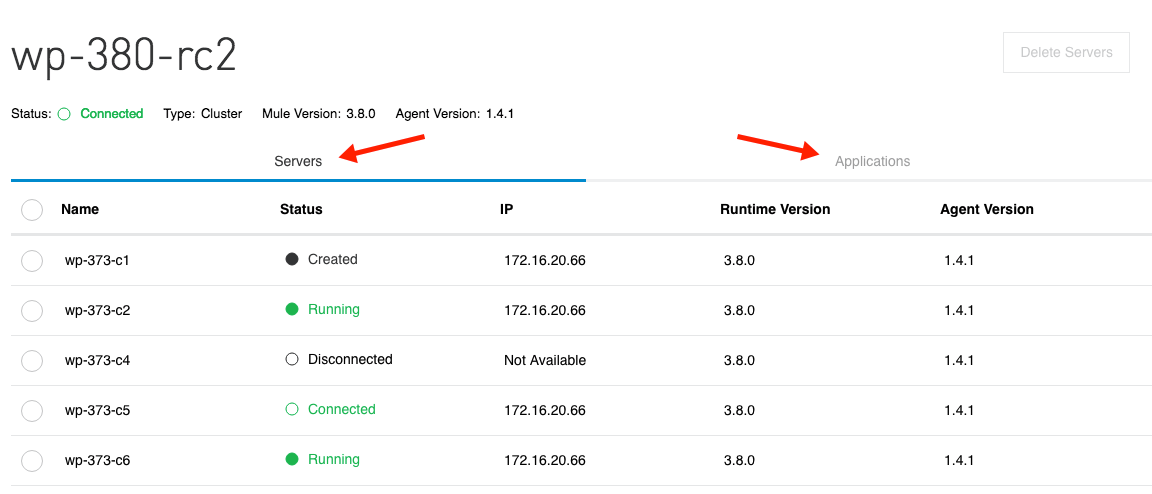 wp-380-rc2
Delete Servers
Status: Connected Type: Cluster Mule Version: 3.8.0 Agent Version: 1.4.1
Servers Applications
Name Status IP Runtime Version Agent Version
wp-373-c1 Created 172.16.20.66 3.8.0 1.4.1
wp-373-c2 Running 172.16.20.66 3.8.0 1.4.1
wp-373-c4 Disconnected Not Available 3.8.0 1.4.1
wp-373-c5 Connected 172.16.20.66 3.8.0 1.4.1
wp-373-c6 Running 172.16.20.66 3.8.0 1.4.1